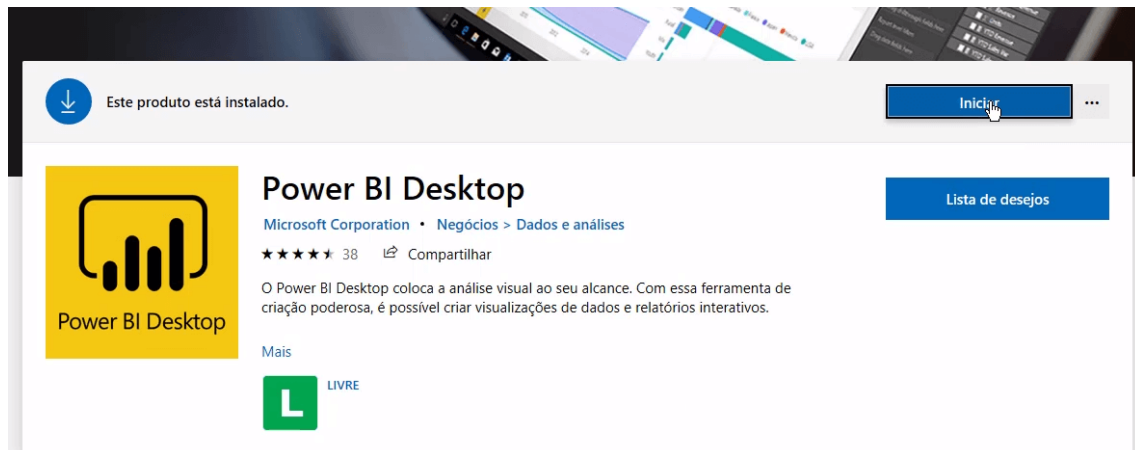 Este produto está instalado.
Iniciar
...
Power BI Desktop
Power BI Desktop
Lista de desejos
Microsoft Corporation • Negócios > Dados e análises
38 Compartilhar
O Power BI Desktop coloca a análise visual ao seu alcance. Com essa ferramenta de
criação poderosa, é possível criar visualizações de dados e relatórios interativos.
Mais
L
LIVRE